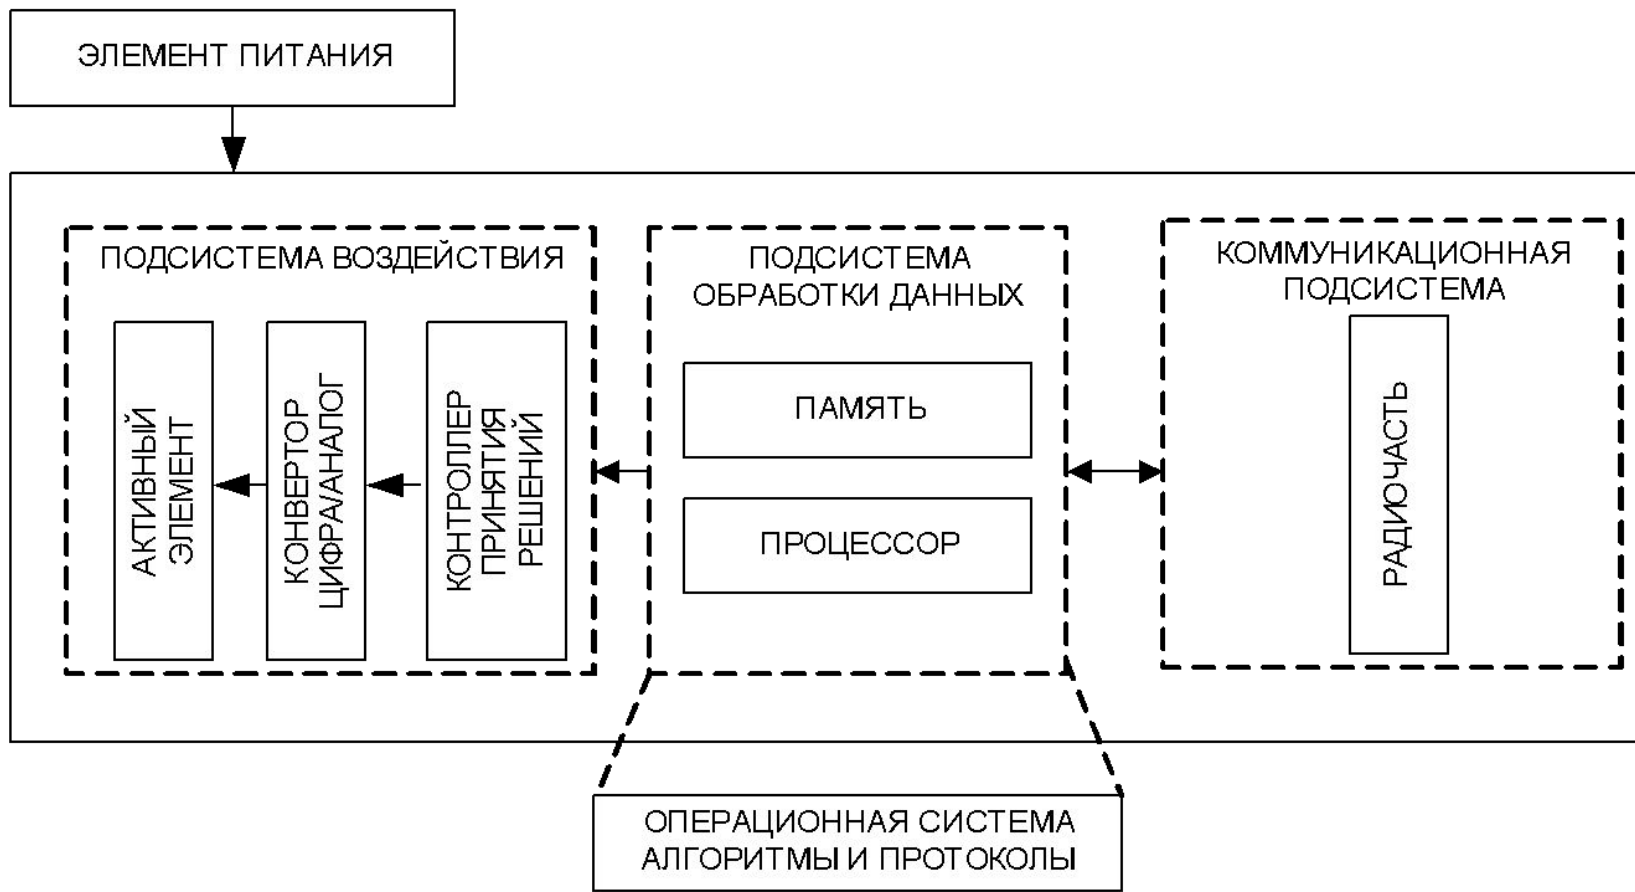 ЭЛЕМЕНТ ПИТАНИЯ
ПОДСИСТЕМА ВОЗДЕЙСТВИЯ
АКТИВНЫЙ
ЭЛЕМЕНТ
КОНВЕРТОР
ЦИФРА/АНАЛОГ
КОНТРОЛЛЕР
ПРИНЯТИЯ
РЕШЕНИЙ
ПОДСИСТЕМА
ОБРАБОТКИ ДАННЫХ
ПАМЯТЬ
ПРОЦЕССОР
КОММУНИКАЦИОННАЯ
ПОДСИСТЕМА
РАДИОЧАСТЬ
ОПЕРАЦИОННАЯ СИСТЕМА
АЛГОРИТМЫ И ПРОТОКОЛЫ